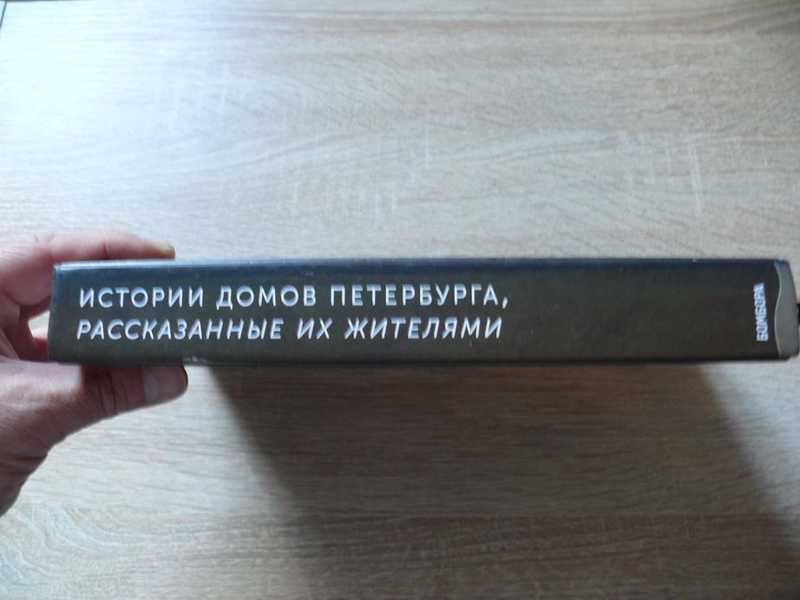 ИСТОРИИ ДОМОВ ПЕТЕРБУРГА,
РАССКАЗАННЫЕ ИХ ЖИТЕЛЯМИ
БОМБОРА